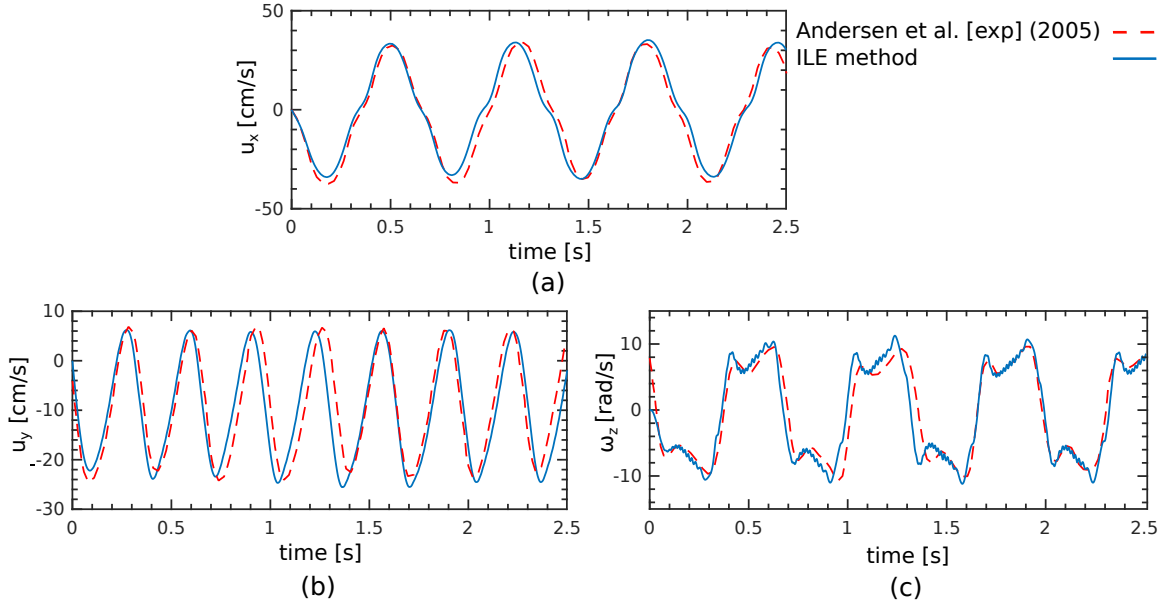 50
0
-50
u_x [cm/s]
0 0.5 1 1.5 2 2.5
time [s]
(a)
Andersen et al. [exp] (2005)
ILE method
10
0
-10
-20
-30
u_y [cm/s]
0 0.5 1 1.5 2 2.5
time [s]
(b)
10
0
-10
ω_z [rad/s]
0 0.5 1 1.5 2 2.5
time [s]
(c)